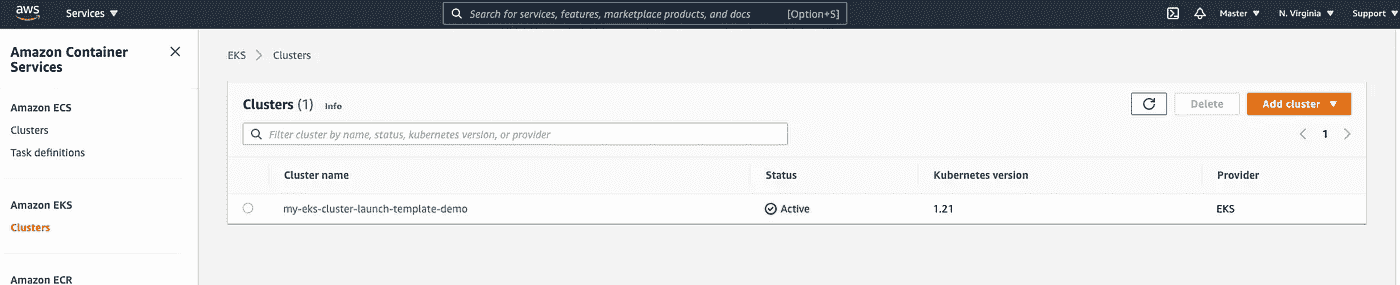 aws
Services ▼
Search for services, features, marketplace products, and docs [Option+S]
Master ▼
N. Virginia ▼
Support ▼
Amazon Container
Services
Amazon ECS
Clusters
Task definitions
Amazon EKS
Clusters
Amazon ECR
EKS > Clusters
Clusters (1) Info
Delete
Add cluster ▼
Filter cluster by name, status, kubernetes version, or provider
< 1 >
Cluster name Status Kubernetes version Provider
my-eks-cluster-launch-template-demo Active 1.21 EKS